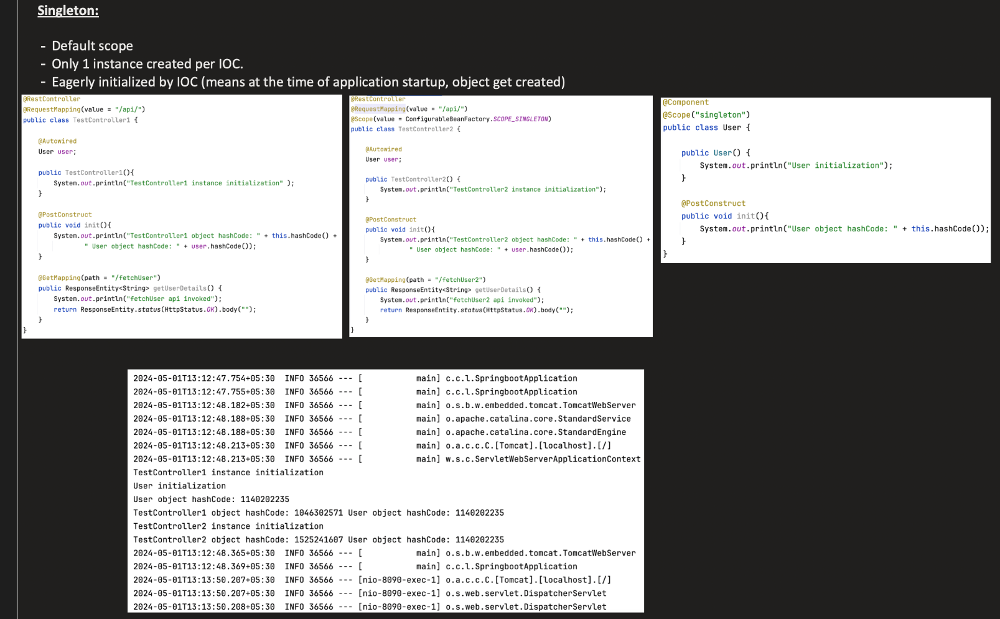 Singleton:
- Default scope
- Only 1 instance created per IOC.
- Eagerly initialized by IOC (means at the time of application startup, object get created)
@RestController
@RequestMapping(value = "/api/")
public class TestController1 {
@Autowired
User user;
public TestController1(){
System.out.println("TestController1 instance initialization" );
}
@PostConstruct
public void init(){
System.out.println("TestController1 object hashCode: " + this.hashCode() +
" User object hashCode: " + user.hashCode());
}
@GetMapping(path = "/fetchUser")
public ResponseEntity<String> getUserDetails() {
System.out.println("fetchUser api invoked");
return ResponseEntity.status(HttpStatus.OK).body("");
}
}
@RestController
@RequestMapping(value = "/api/")
@Scope(value = ConfigurableBeanFactory.SCOPE_SINGLETON)
public class TestController2 {
@Autowired
User user;
public TestController2() {
System.out.println("TestController2 instance initialization");
}
@PostConstruct
public void init(){
System.out.println("TestController2 object hashCode: " + this.hashCode() +
" User object hashCode: " + user.hashCode());
}
@GetMapping(path = "/fetchUser2")
public ResponseEntity<String> getUserDetails() {
System.out.println("fetchUser2 api invoked");
return ResponseEntity.status(HttpStatus.OK).body("");
}
}
@Component
@Scope("singleton")
public class User {
public User() {
System.out.println("User initialization");
}
@PostConstruct
public void init(){
System.out.println("User object hashCode: " + this.hashCode());
}
}
2024-05-01T13:12:47.754+05:30  INFO 36566 --- [           main] c.c.l.SpringbootApplication
2024-05-01T13:12:47.755+05:30  INFO 36566 --- [           main] c.c.l.SpringbootApplication
2024-05-01T13:12:48.182+05:30  INFO 36566 --- [           main] o.s.b.w.embedded.tomcat.TomcatWebServer
2024-05-01T13:12:48.188+05:30  INFO 36566 --- [           main] o.apache.catalina.core.StandardService
2024-05-01T13:12:48.188+05:30  INFO 36566 --- [           main] o.apache.catalina.core.StandardEngine
2024-05-01T13:12:48.213+05:30  INFO 36566 --- [           main] o.a.c.c.C.[Tomcat].[localhost].[/]
2024-05-01T13:12:48.213+05:30  INFO 36566 --- [           main] w.s.c.ServletWebServerApplicationContext
TestController1 instance initialization
User initialization
User object hashCode: 1140202235
TestController1 object hashCode: 1046302571 User object hashCode: 1140202235
TestController2 instance initialization
TestController2 object hashCode: 1525241607 User object hashCode: 1140202235
2024-05-01T13:12:48.365+05:30  INFO 36566 --- [           main] o.s.b.w.embedded.tomcat.TomcatWebServer
2024-05-01T13:12:48.369+05:30  INFO 36566 --- [           main] c.c.l.SpringbootApplication
2024-05-01T13:13:50.207+05:30  INFO 36566 --- [nio-8090-exec-1] o.a.c.c.C.[Tomcat].[localhost].[/]
2024-05-01T13:13:50.207+05:30  INFO 36566 --- [nio-8090-exec-1] o.s.web.servlet.DispatcherServlet
2024-05-01T13:13:50.208+05:30  INFO 36566 --- [nio-8090-exec-1] o.s.web.servlet.DispatcherServlet